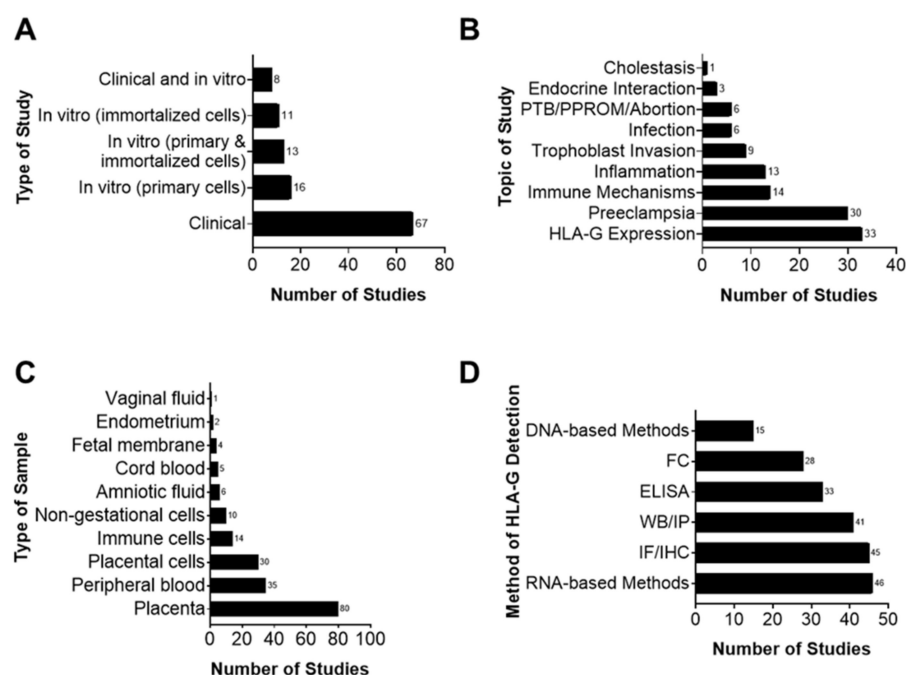 A
Type of Study
Clinical and in vitro
8
In vitro (immortalized cells)
11
In vitro (primary &
immortalized cells)
13
In vitro (primary cells)
16
Clinical
67
0 20 40 60 80
Number of Studies
B
Topic of Study
Cholestasis
1
Endocrine Interaction
3
PTB/PPROM/Abortion
6
Infection
6
Trophoblast Invasion
9
Inflammation
13
Immune Mechanisms
14
Preeclampsia
30
HLA-G Expression
33
0 10 20 30 40
Number of Studies
C
Type of Sample
Vaginal fluid
1
Endometrium
2
Fetal membrane
4
Cord blood
5
Amniotic fluid
6
Non-gestational cells
10
Immune cells
14
Placental cells
30
Peripheral blood
35
Placenta
80
0 20 40 60 80 100
Number of Studies
D
Method of HLA-G Detection
DNA-based Methods
15
FC
28
ELISA
33
WB/IP
41
IF/IHC
45
RNA-based Methods
46
0 10 20 30 40 50
Number of Studies